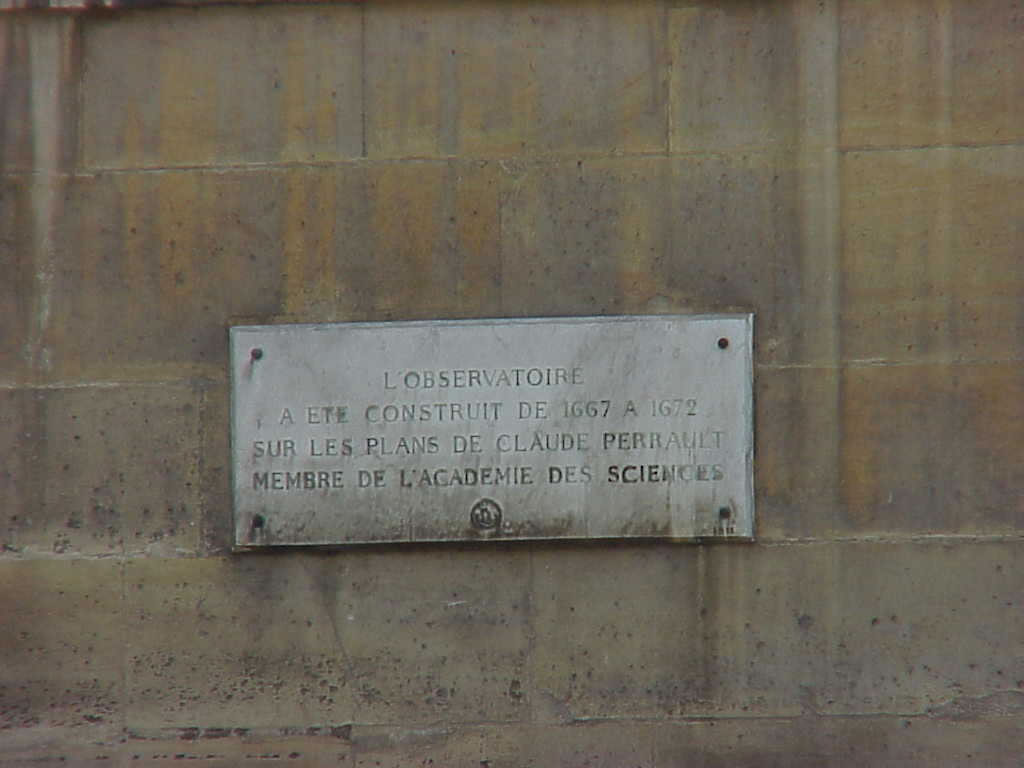 L'OBSERVATOIRE
A ETE CONSTRUIT DE 1667 A 1672
SUR LES PLANS DE CLAUDE PERRAULT
MEMBRE DE L'ACADEMIE DES SCIENCES